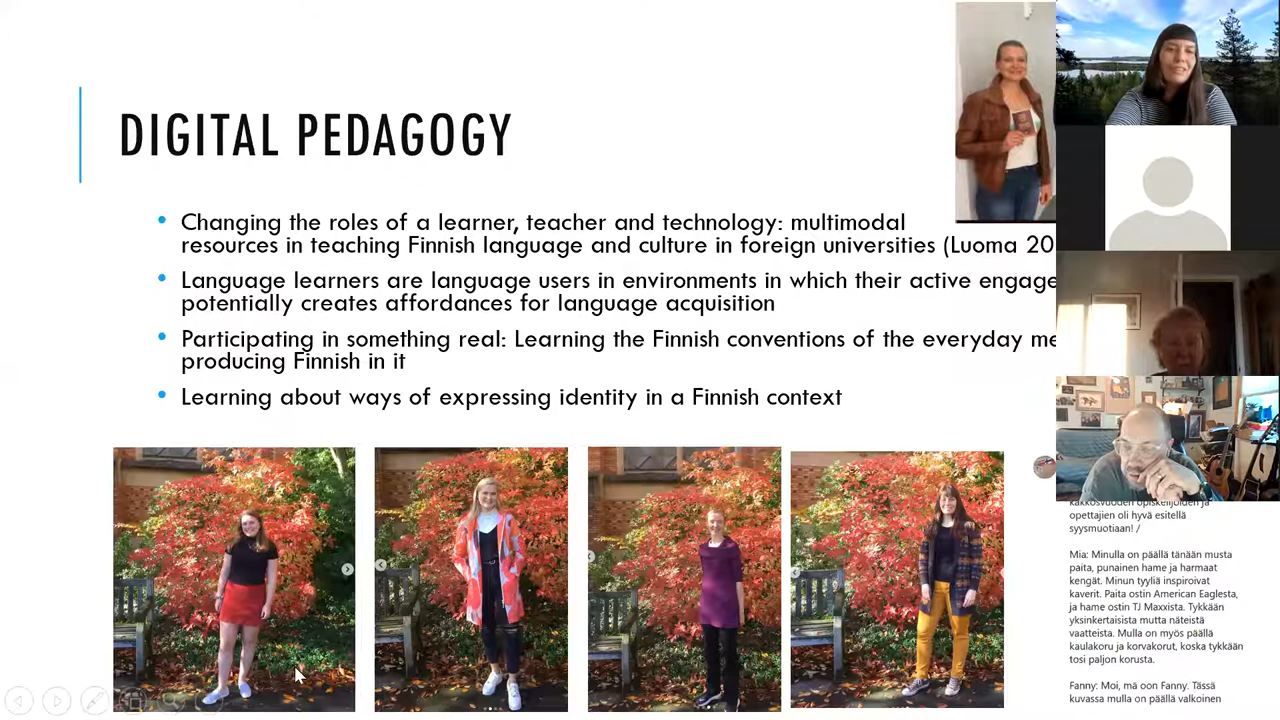 DIGITAL PEDAGOGY
Changing the roles of a learner, teacher and technology: multimodal
resources in teaching Finnish language and culture in foreign universities (Luoma 20
Language learners are language users in environments in which their active engage
potentially creates affordances for language acquisition
Participating in something real: Learning the Finnish conventions of the everyday me
producing Finnish in it
Learning about ways of expressing identity in a Finnish context
kakkosvuoden opiskelijoiden ja
opettajien oli hyvä esitellä
syysmuotiaan! /
Mia: Minulla on päällä tänään musta
paita, punainen hame ja harmaat
kengät. Minun tyyliä inspiroivat
kaverit. Paita ostin American Eaglesta,
ja hame ostin TJ Maxxista. Tykkään
yksinkertaisista mutta näteistä
vaatteista. Mulla on myös päällä
kaulakoru ja korvakorut, koska tykkään
tosi paljon korusta.
Fanny: Moi, mä oon Fanny. Tässä
kuvassa mulla on päällä valkoinen